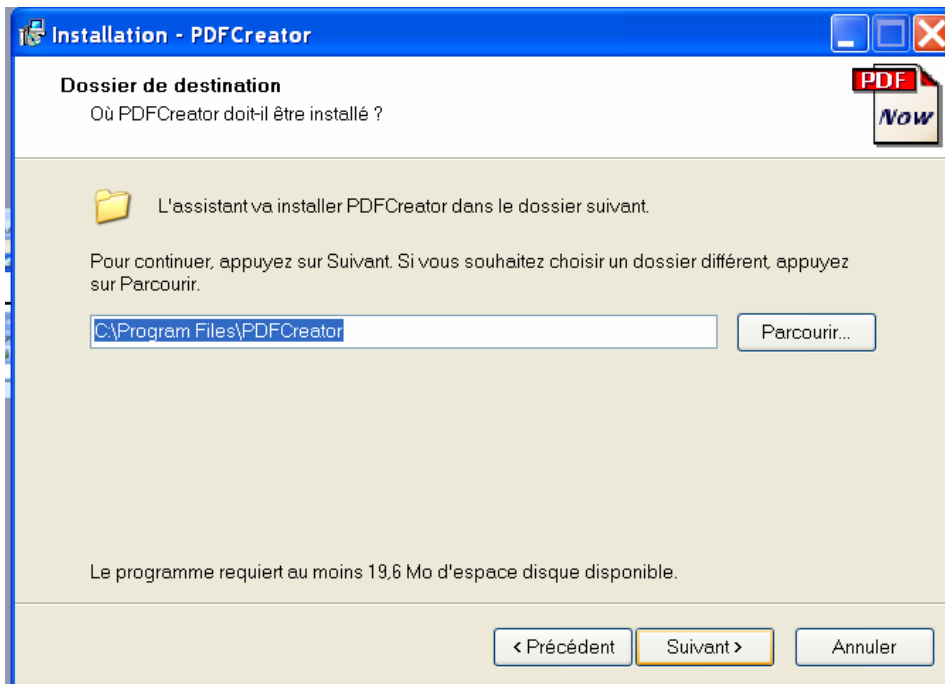 Installation - PDFCreator
Dossier de destination
Où PDFCreator doit-il être installé ?
PDF
Now
L'assistant va installer PDFCreator dans le dossier suivant.
Pour continuer, appuyez sur Suivant. Si vous souhaitez choisir un dossier différent, appuyez
sur Parcourir.
C:\Program Files\PDFCreator
Parcourir...
Le programme requiert au moins 19,6 Mo d'espace disque disponible.
< Précédent
Suivant >
Annuler